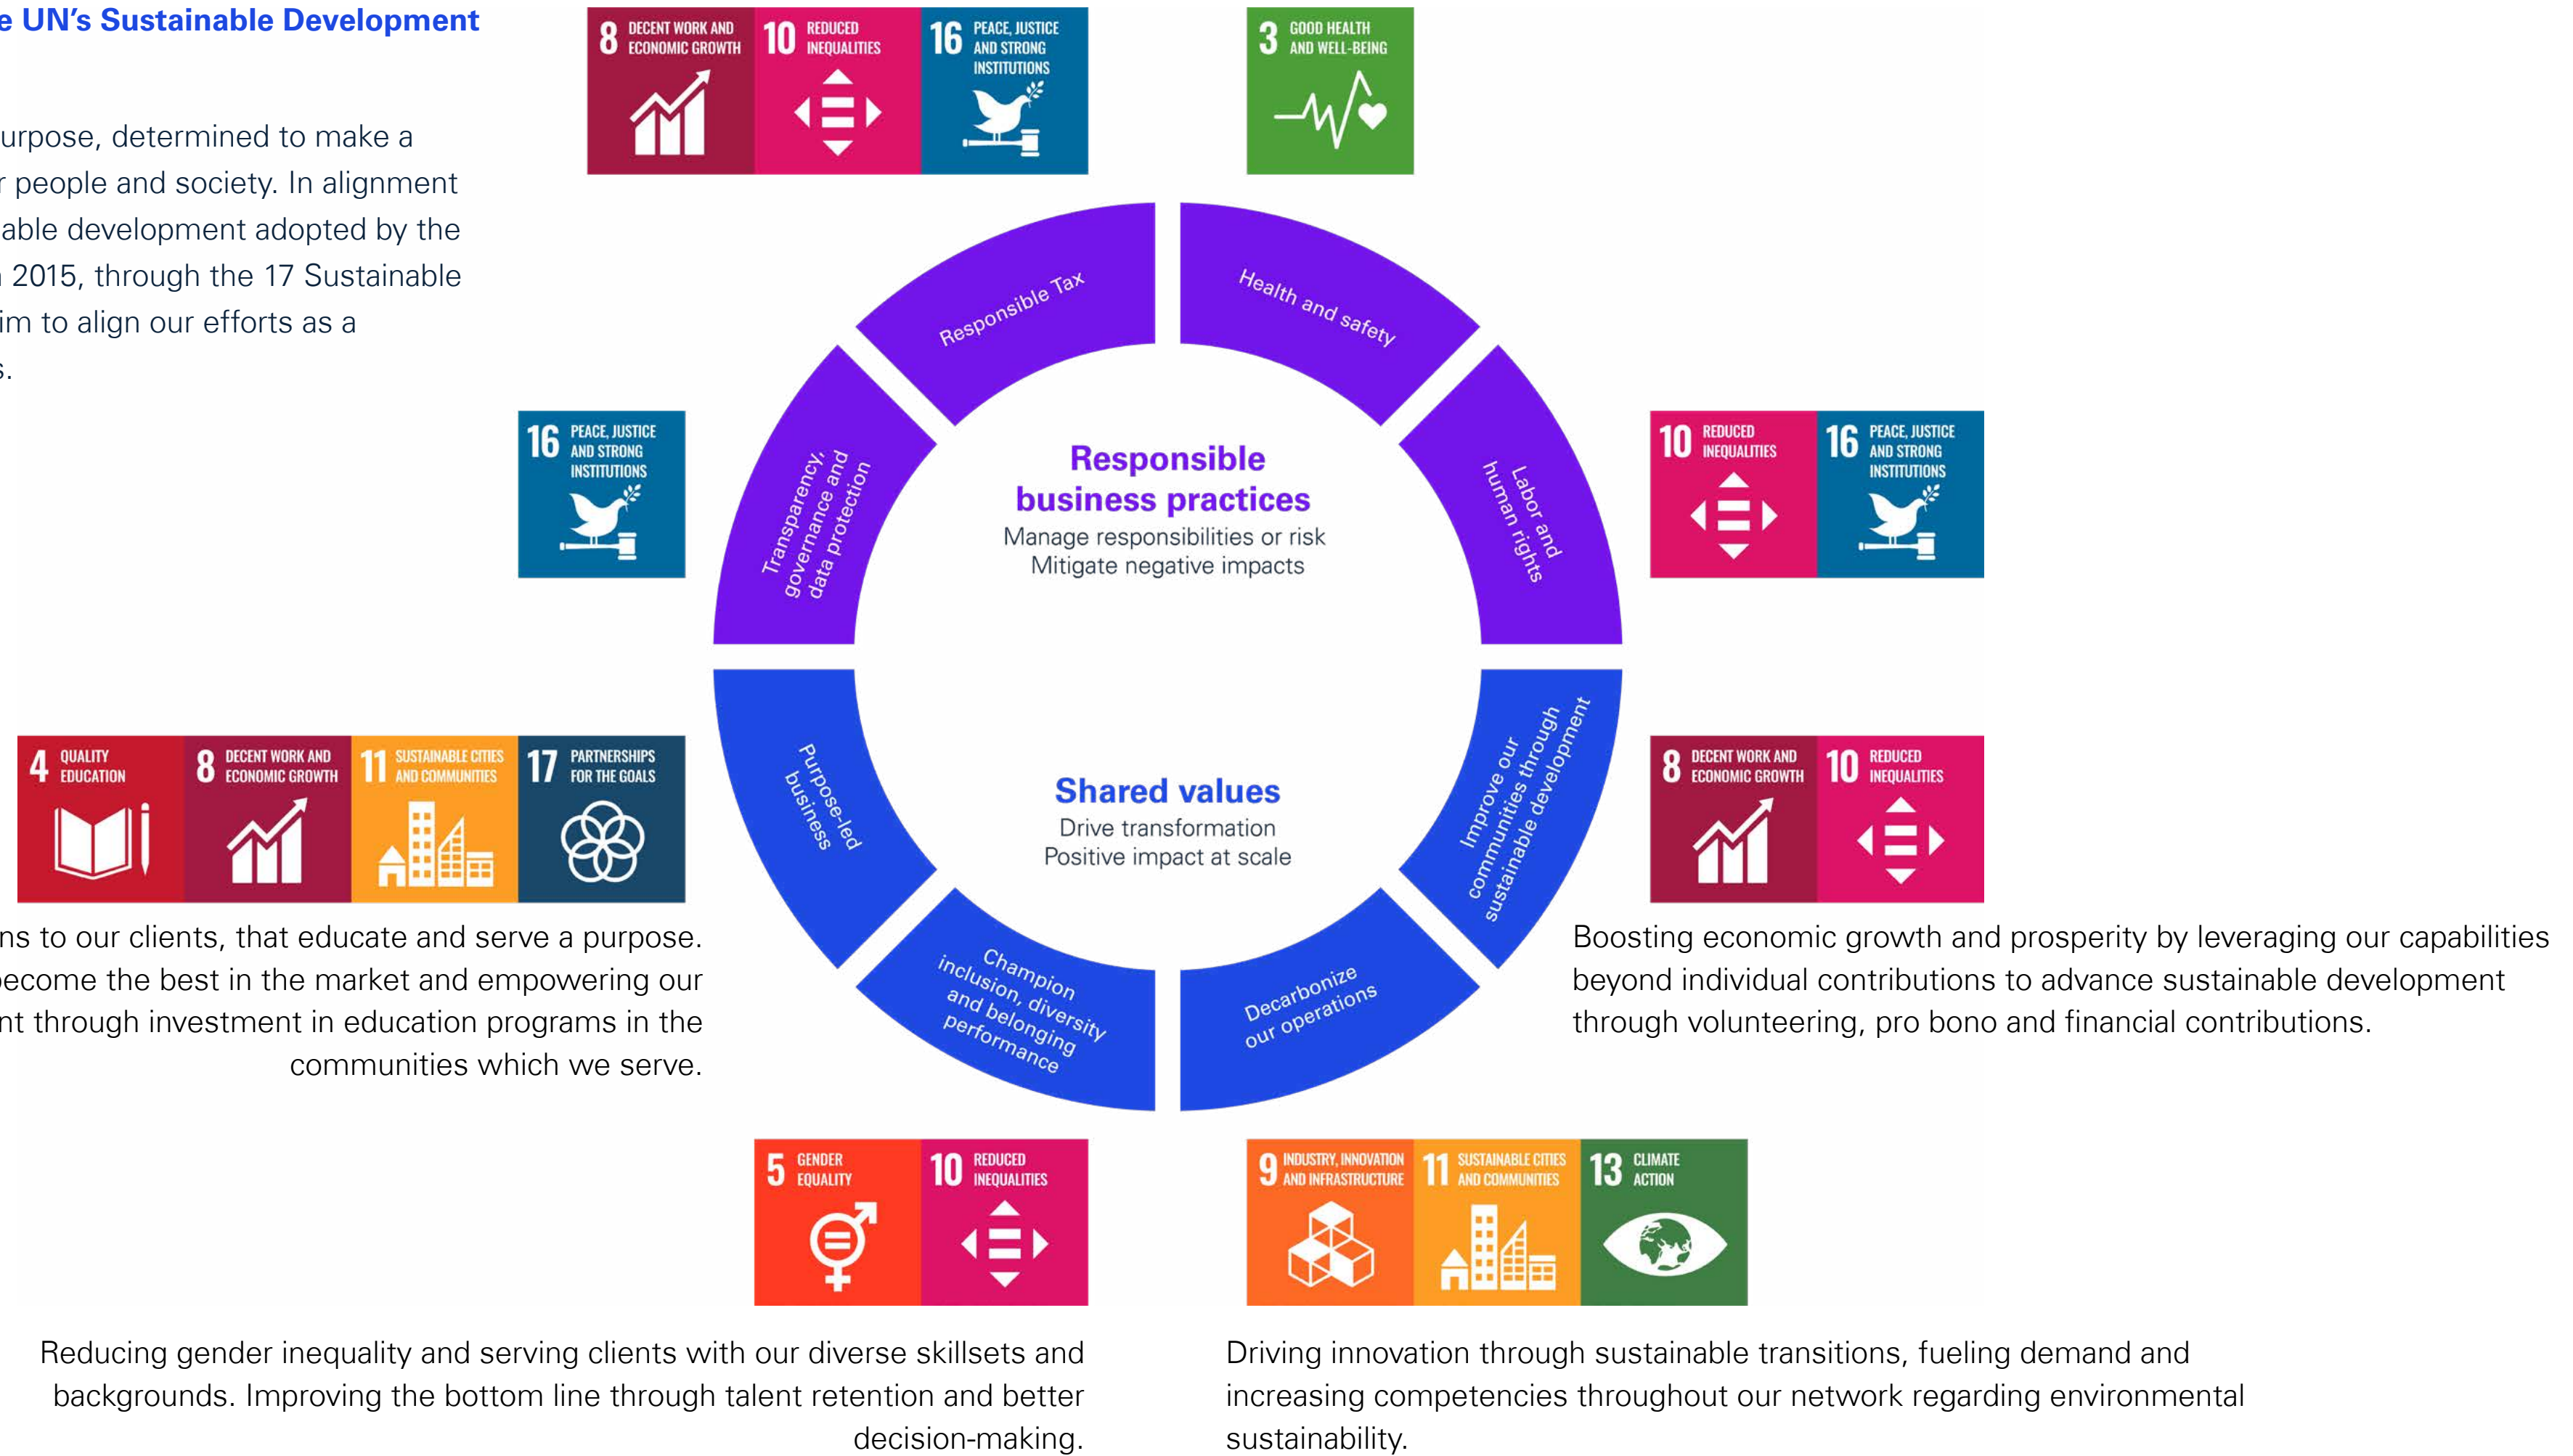 e UN's Sustainable Development
urpose, determined to make a
r people and society. In alignment
able development adopted by the
n 2015, through the 17 Sustainable
im to align our efforts as a
s.
8 DECENT WORK AND
ECONOMIC GROWTH
10 REDUCED
INEQUALITIES
16 PEACE, JUSTICE
AND STRONG
INSTITUTIONS
3 GOOD HEALTH
AND WELL-BEING
Responsible Tax
Health and safety
16 PEACE, JUSTICE
AND STRONG
INSTITUTIONS
Transparency,
governance and
data protection
Responsible
business practices
Manage responsibilities or risk
Mitigate negative impacts
Labor and
human rights
10 REDUCED
INEQUALITIES
16 PEACE, JUSTICE
AND STRONG
INSTITUTIONS
4 QUALITY
EDUCATION
8 DECENT WORK AND
ECONOMIC GROWTH
11 SUSTAINABLE CITIES
AND COMMUNITIES
17 PARTNERSHIPS
FOR THE GOALS
Purpose-led
business
Shared values
Drive transformation
Positive impact at scale
Improve our
communities through
sustainable development
8 DECENT WORK AND
ECONOMIC GROWTH
10 REDUCED
INEQUALITIES
ns to our clients, that educate and serve a purpose.
become the best in the market and empowering our
nt through investment in education programs in the
communities which we serve.
Boosting economic growth and prosperity by leveraging our capabilities
beyond individual contributions to advance sustainable development
through volunteering, pro bono and financial contributions.
Champion
inclusion, diversity
and belonging
performance
Decarbonize
our operations
5 GENDER
EQUALITY
10 REDUCED
INEQUALITIES
9 INDUSTRY, INNOVATION
AND INFRASTRUCTURE
11 SUSTAINABLE CITIES
AND COMMUNITIES
13 CLIMATE
ACTION
Reducing gender inequality and serving clients with our diverse skillsets and
backgrounds. Improving the bottom line through talent retention and better
decision-making.
Driving innovation through sustainable transitions, fueling demand and
increasing competencies throughout our network regarding environmental
sustainability.